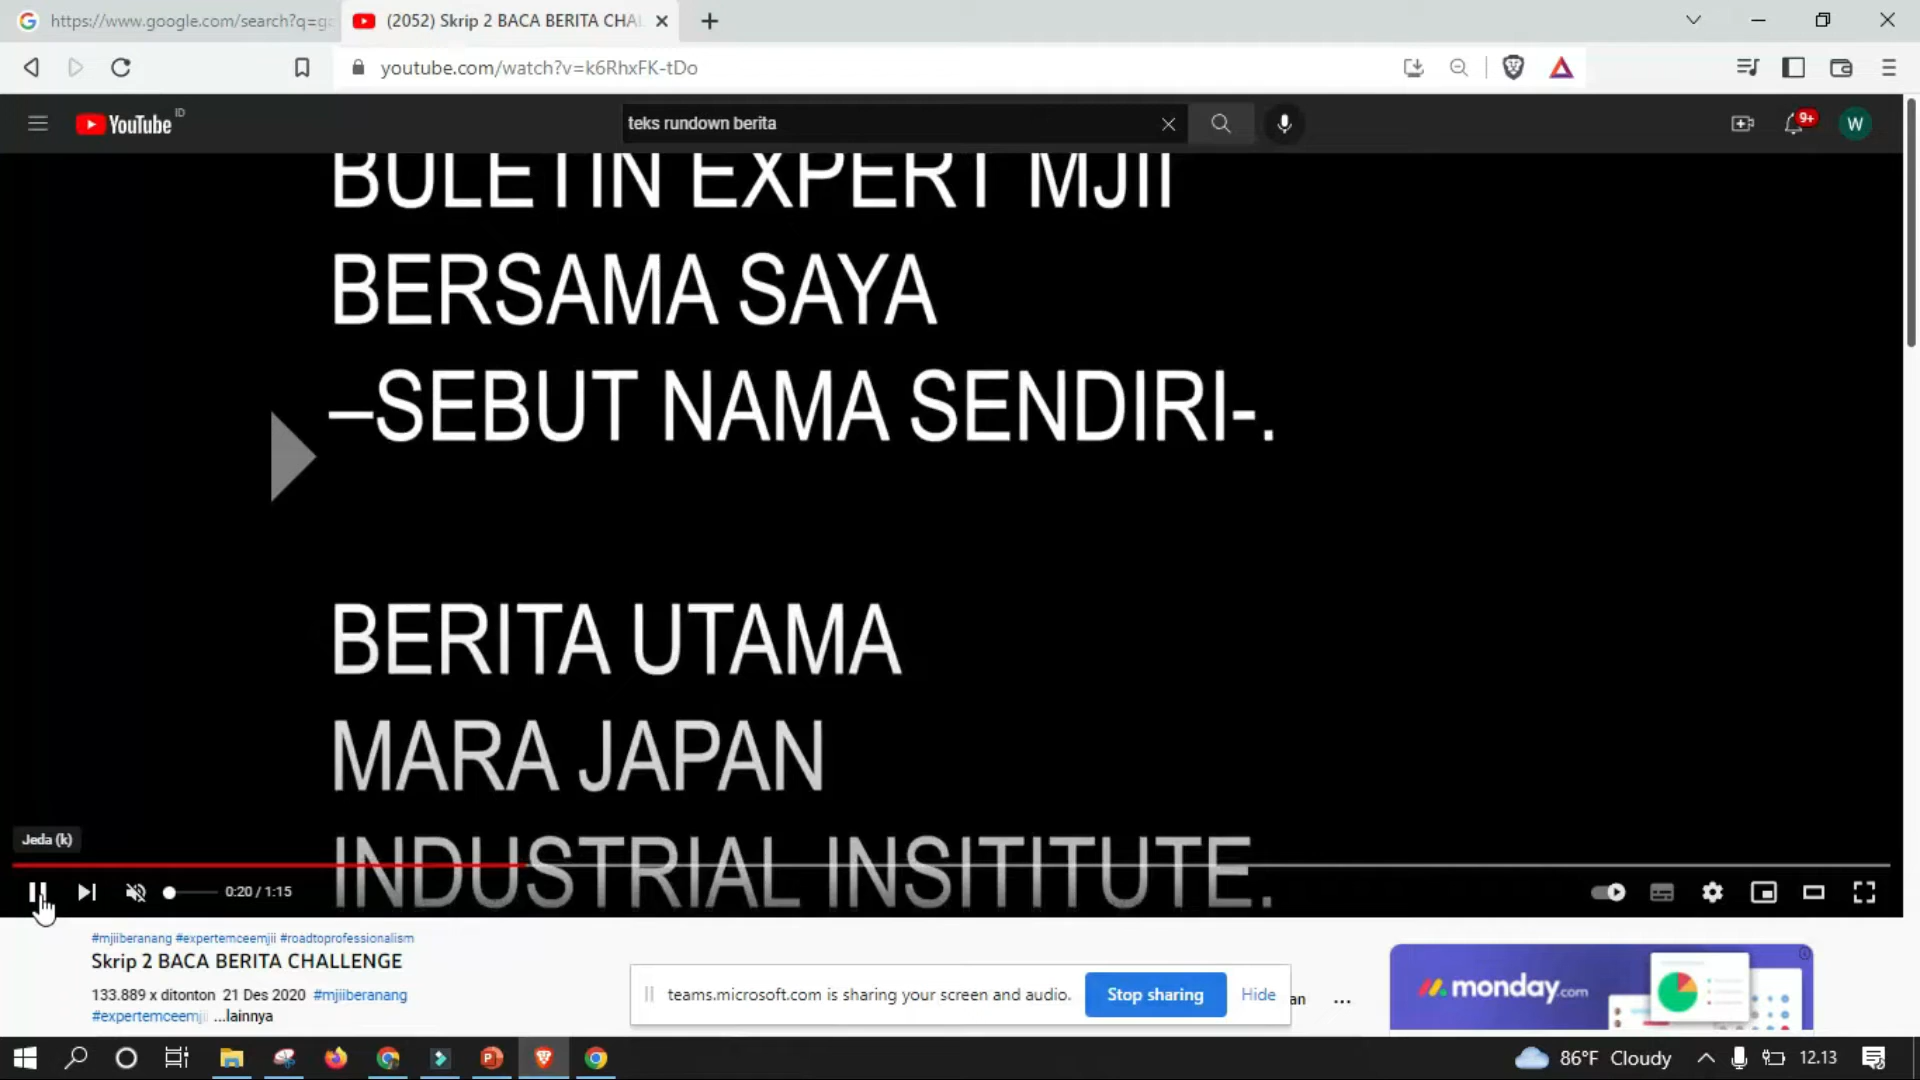 https://www.google.com/search?q=g
(2052) Skrip 2 BACA BERITA CHAL
youtube.com/watch?v=k6RhxFK-tDo
YouTube ID
teks rundown berita
9+
W
BULETIN EXPERT MJII
BERSAMA SAYA
–SEBUT NAMA SENDIRI-.
BERITA UTAMA
MARA JAPAN
INDUSTRIAL INSITITUTE.
Jeda (k)
0:20 / 1:15
#mjiiberanang #expertemceemjii #roadtoprofessionalism
Skrip 2 BACA BERITA CHALLENGE
133.889 x ditonton 21 Des 2020 #mjiiberanang
#expertemceemjii ...lainnya
teams.microsoft.com is sharing your screen and audio.
Stop sharing
Hide
an
...
monday.com
86°F Cloudy
12.13